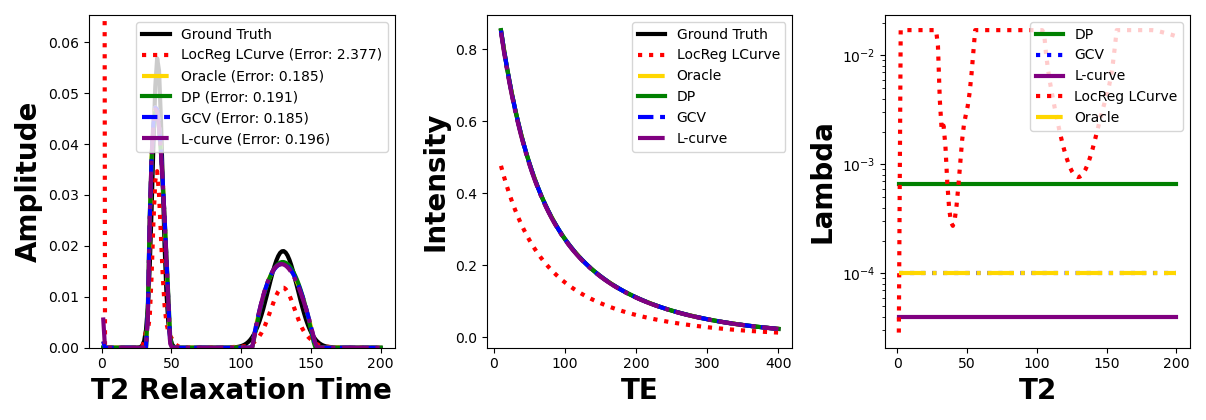 Amplitude
0.06
0.05
0.04
0.03
0.02
0.01
0.00
0
50
100
150
200
T2 Relaxation Time
Ground Truth
LocReg LCurve (Error: 2.377)
Oracle (Error: 0.185)
DP (Error: 0.191)
GCV (Error: 0.185)
L-curve (Error: 0.196)
Intensity
0.8
0.6
0.4
0.2
0.0
0
100
200
300
400
TE
Ground Truth
LocReg LCurve
Oracle
DP
GCV
L-curve
Lambda
10⁻²
10⁻³
10⁻⁴
0
50
100
150
200
T2
DP
GCV
L-curve
LocReg LCurve
Oracle